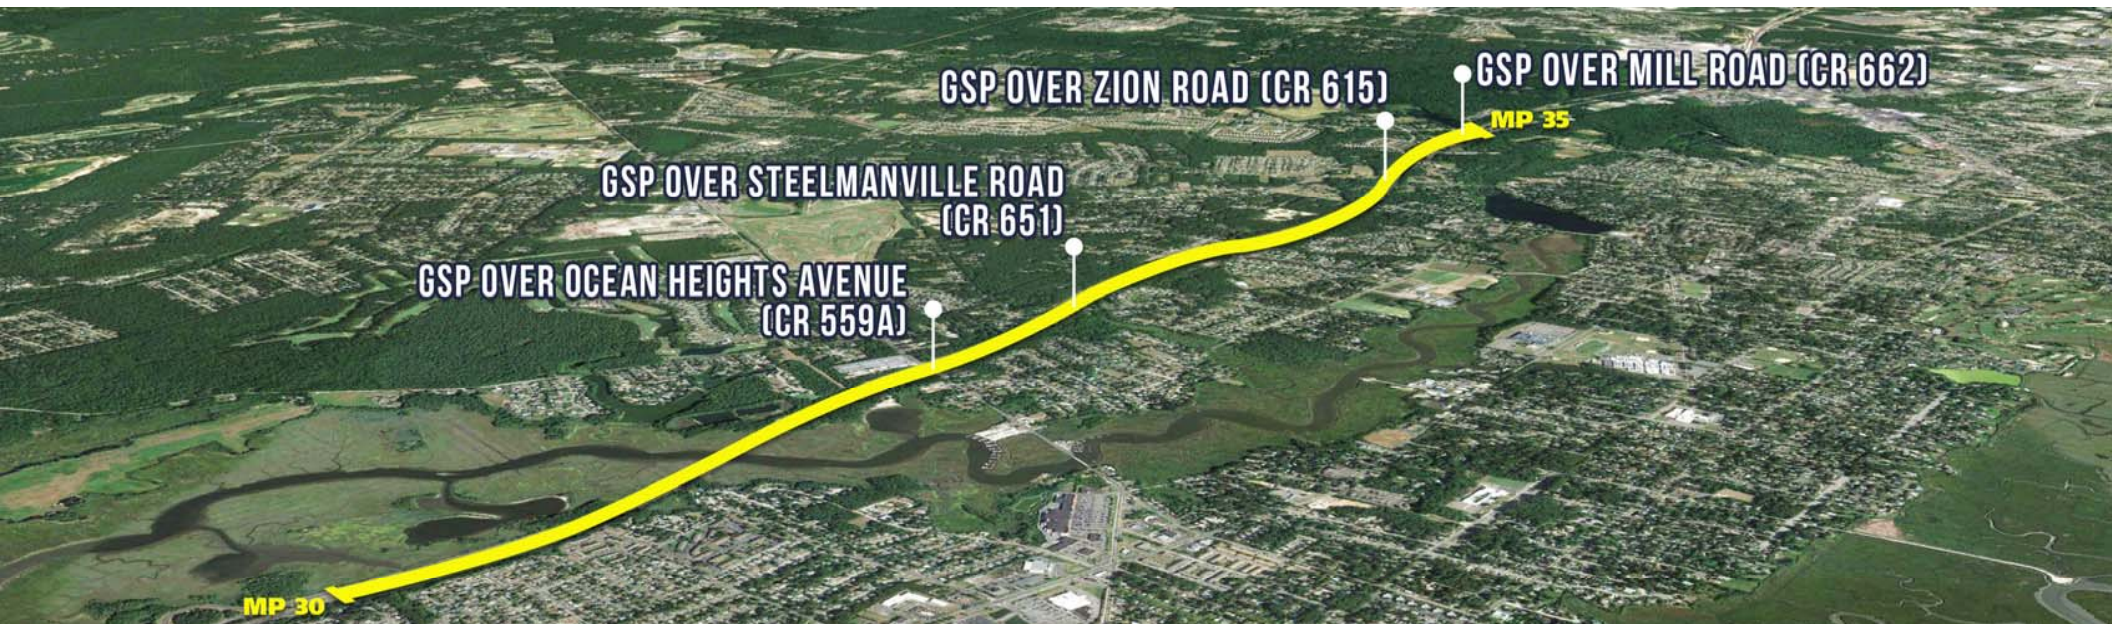 GSP OVER MILL ROAD (CR 662)
GSP OVER ZION ROAD (CR 615)
MP 35
GSP OVER STEELMANVILLE ROAD
(CR 651)
GSP OVER OCEAN HEIGHTS AVENUE
(CR 559A)
MP 30